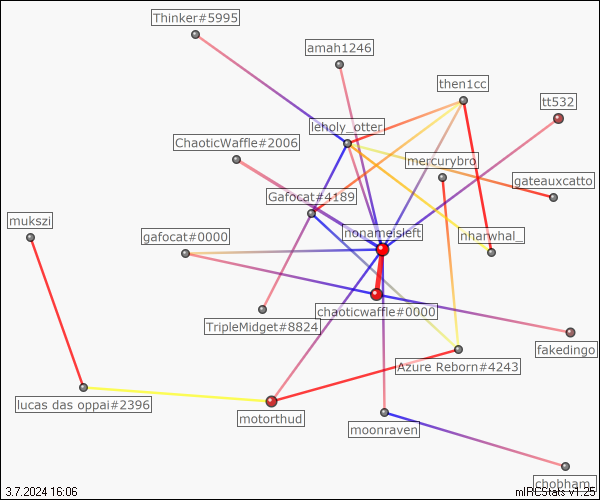 Thinker#5995
amah1246
then1cc
tt532
leholy_otter
ChaoticWaffle#2006
mercurybro
gateauxcatto
Gafocat#4189
mukszi
nonameisleft
gafocat#0000
nharwhal_
chaoticwaffle#0000
TripleMidget#8824
fakedingo
Azure Reborn#4243
lucas das oppai#2396
motorthud
moonraven
chobham_
3.7.2024 16:06
mIRCStats v1.25